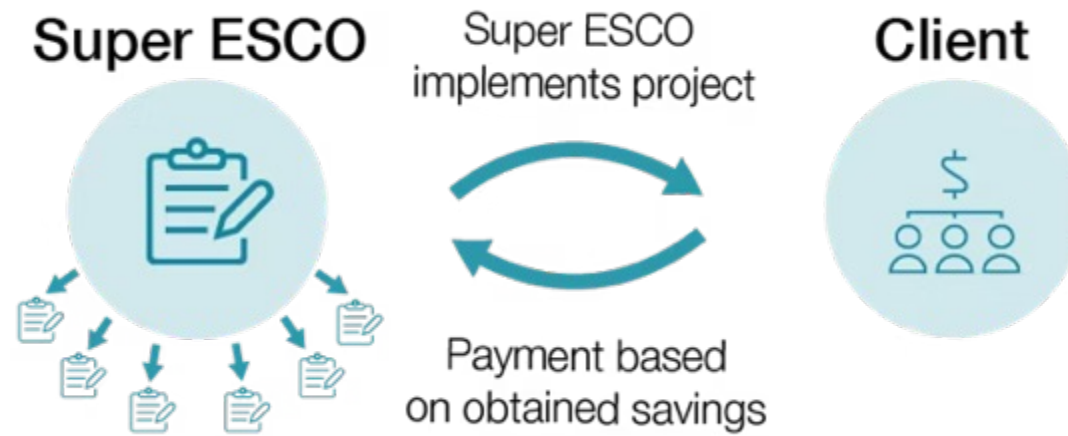 Super ESCO
Super ESCO
implements project
Client
$
Payment based
on obtained savings